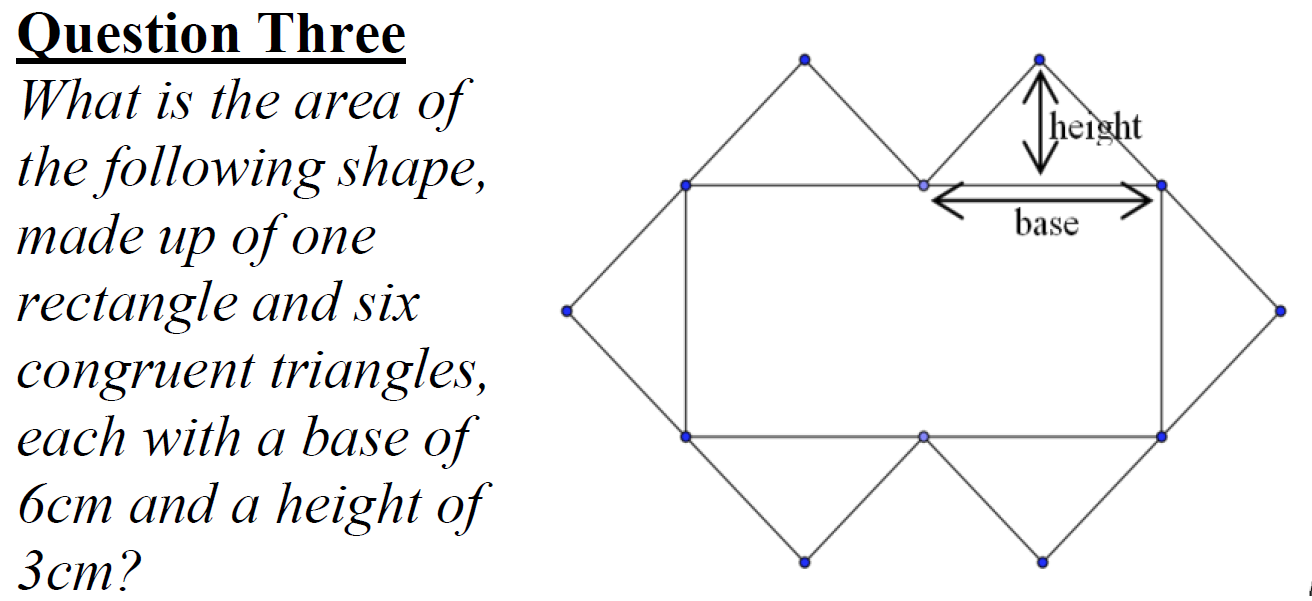 Question Three
What is the area of
the following shape,
made up of one
rectangle and six
congruent triangles,
each with a base of
6cm and a height of
3cm?
height
base